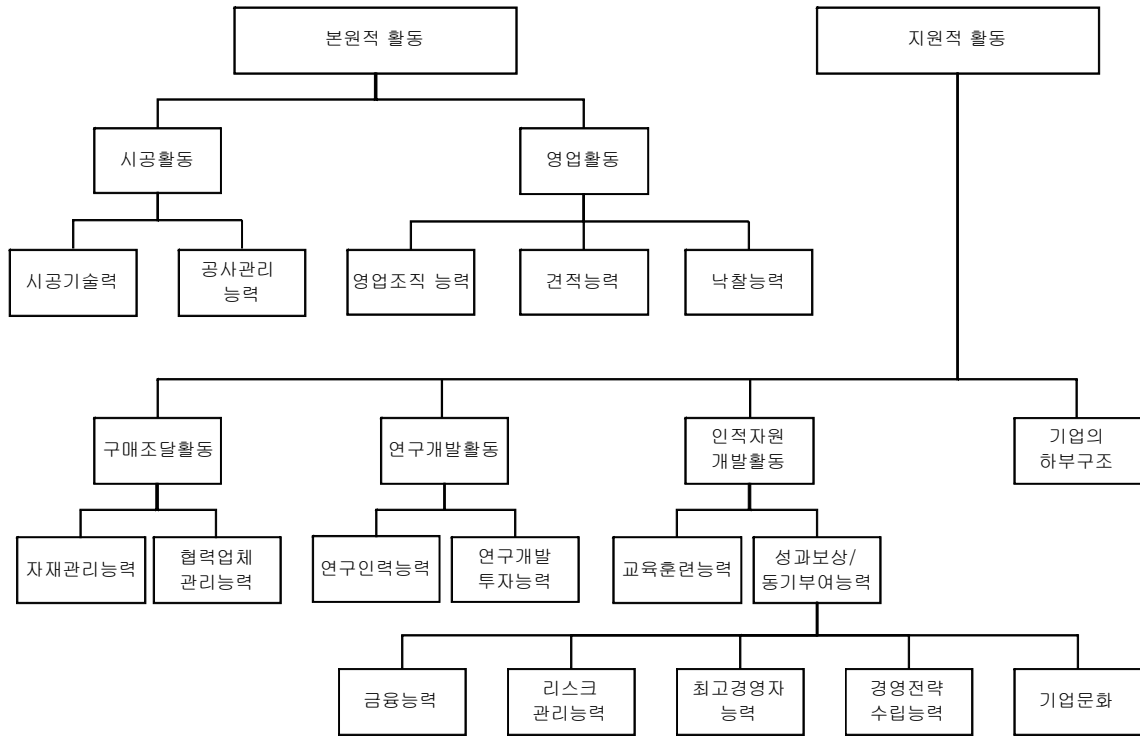 본원적 활동
지원적 활동
시공활동
영업활동
시공기술력
공사관리
능력
영업조직 능력
견적능력
낙찰능력
구매조달활동
연구개발활동
인적자원
개발활동
기업의
하부구조
자재관리능력
협력업체
관리능력
연구인력능력
연구개발
투자능력
교육훈련능력
성과보상/
동기부여능력
금융능력
리스크
관리능력
최고경영자
능력
경영전략
수립능력
기업문화